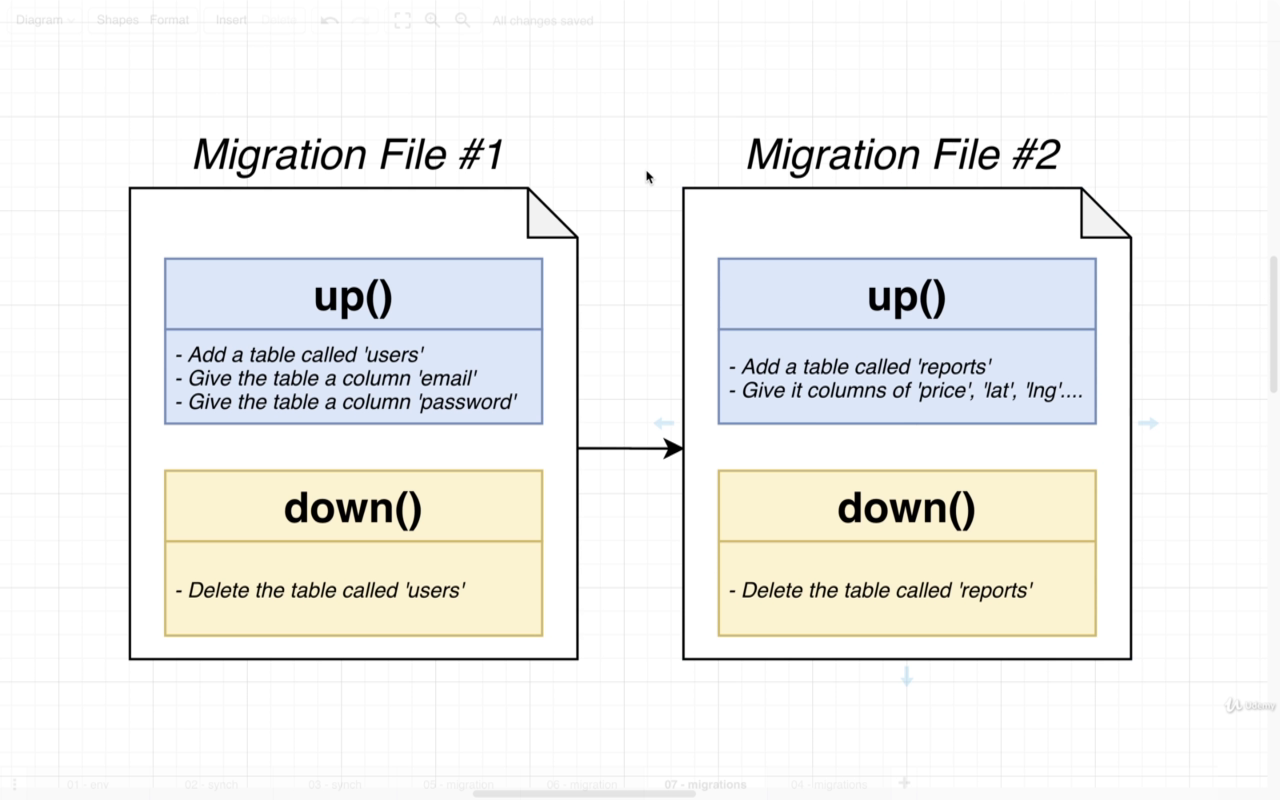 Diagram Shapes Format Insert Delete All changes saved
Migration File #1
Migration File #2
up()
- Add a table called 'users'
- Give the table a column 'email'
- Give the table a column 'password'
down()
- Delete the table called 'users'
up()
- Add a table called 'reports'
- Give it columns of 'price', 'lat', 'lng'....
down()
- Delete the table called 'reports'
Udemy
01 - env 02 - synch 03 - synch 05 - migration 06 - migration 07 - migrations 04 - migrations